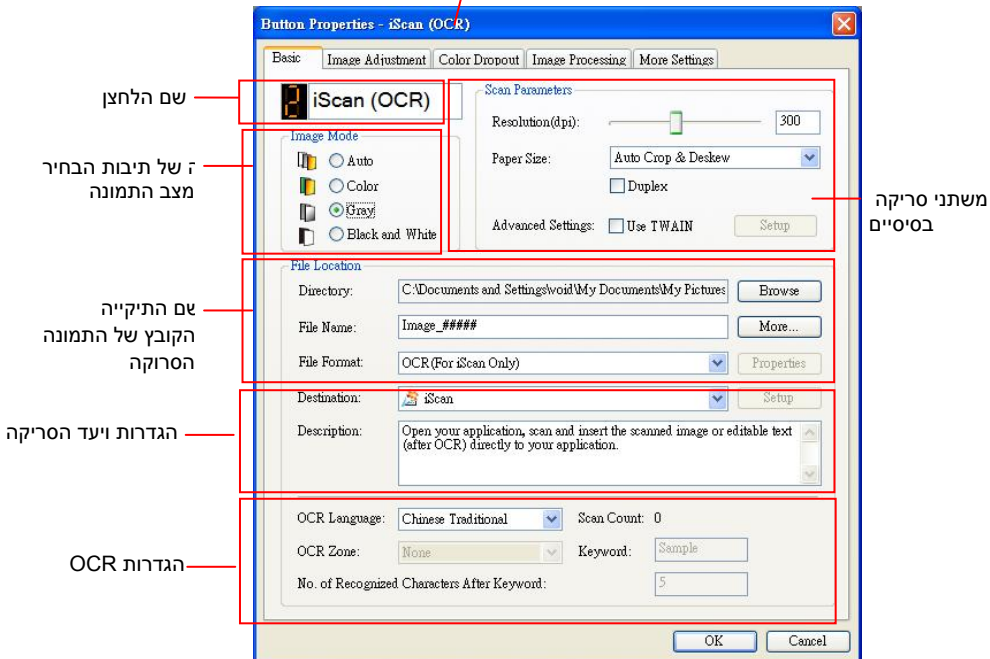 Button Properties - iScan (OCR)
Basic Image Adjustment Color Dropout Image Processing More Settings
שם הלחצן
2 iScan (OCR)
Image Mode
Auto
Color
Gray
Black and White
ה של תיבות הבחיר
מצב התמונה
Scan Parameters
Resolution(dpi): 300
Paper Size: Auto Crop & Deskew
Duplex
Advanced Settings: Use TWAIN Setup
משתני סריקה
בסיסיים
File Location
Directory: C:\Documents and Settings\void\My Documents\My Pictures Browse
File Name: Image_##### More...
File Format: OCR(For iScan Only) Properties
שם התיקייה
הקובץ של התמונה
הסרוקה
Destination: iScan Setup
Description: Open your application, scan and insert the scanned image or editable text
(after OCR) directly to your application.
הגדרות ויעד הסריקה
OCR Language: Chinese Traditional Scan Count: 0
OCR Zone: None Keyword: Sample
No. of Recognized Characters After Keyword: 5
הגדרות OCR
OK Cancel